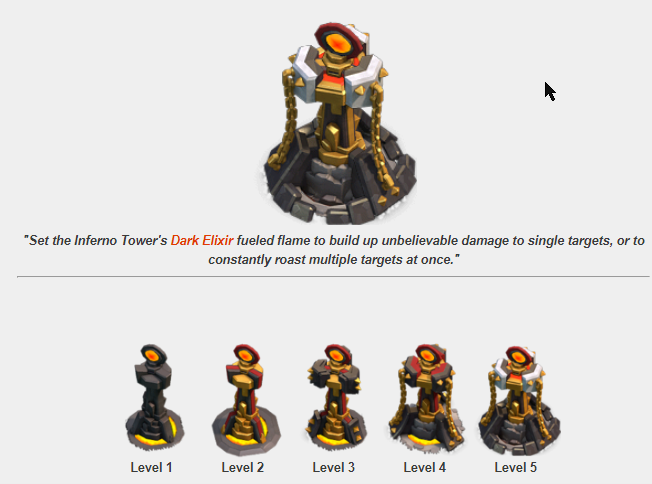 "Set the Inferno Tower's Dark Elixir fueled flame to build up unbelievable damage to single targets, or to
constantly roast multiple targets at once."
Level 1 Level 2 Level 3 Level 4 Level 5